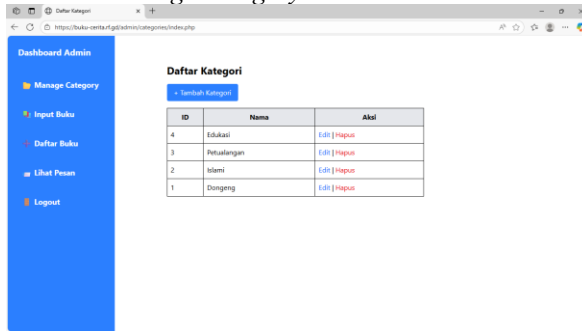 Daftar Kategori
https://buku-cerita.rf.gd/admin/categories/index.php
Dashboard Admin
Manage Category
Input Buku
Daftar Buku
Lihat Pesan
Logout
Daftar Kategori
+ Tambah Kategori
ID Nama Aksi
4 Edukasi Edit | Hapus
3 Petualangan Edit | Hapus
2 Islami Edit | Hapus
1 Dongeng Edit | Hapus